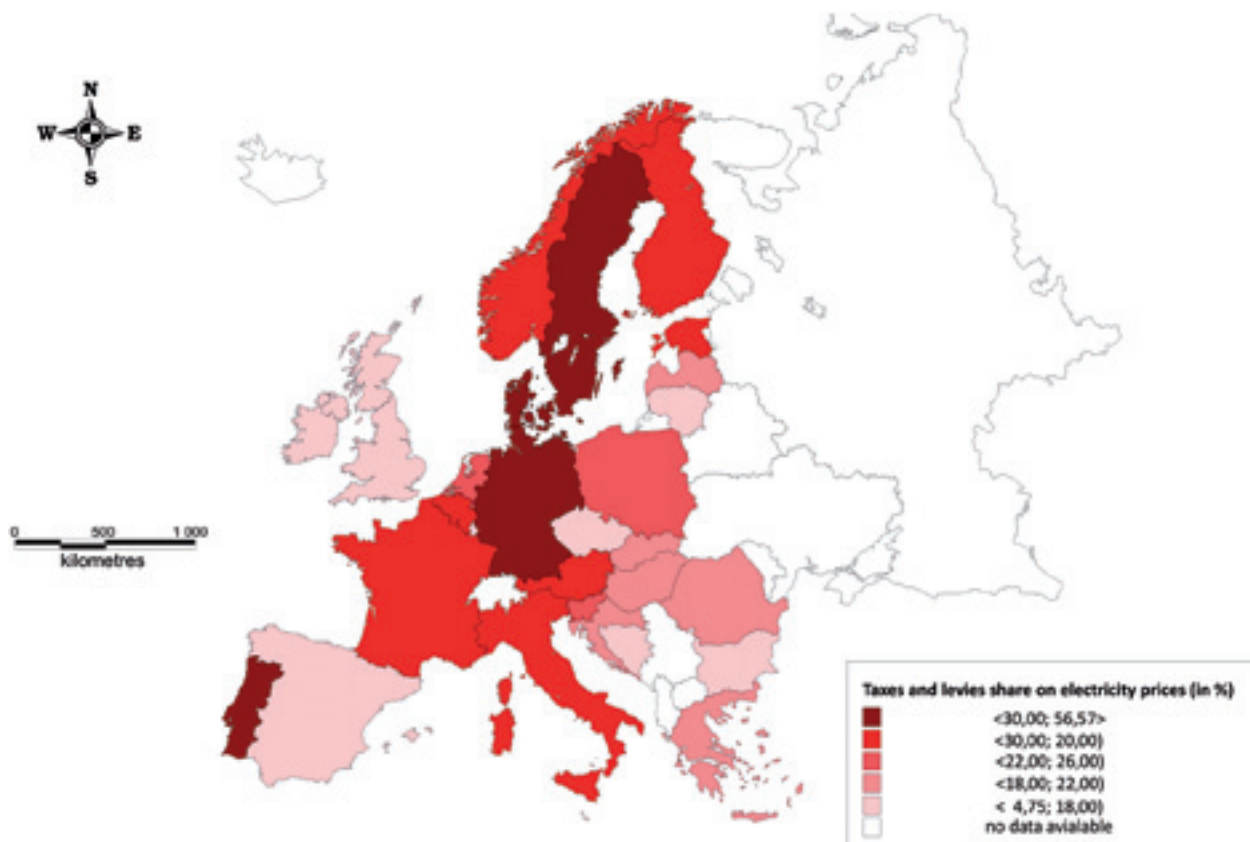 N
W E
S
0 500 1 000
kilometres
Taxes and levies share on electricity prices (in %)
<30,00; 56,57>
<30,00; 20,00)
<22,00; 26,00)
<18,00; 22,00)
< 4,75; 18,00)
no data avialable